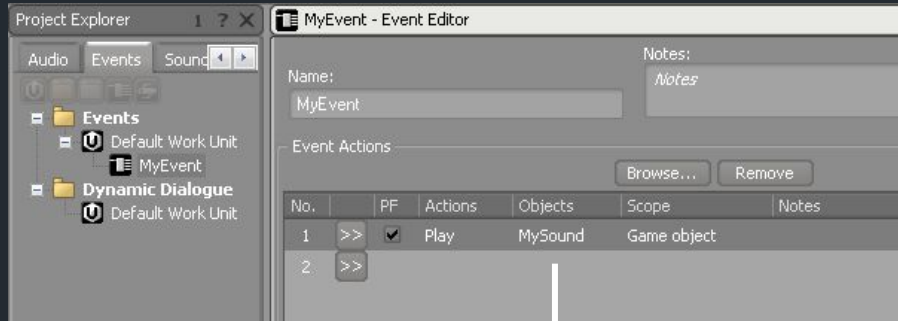 Project Explorer 1 ? X
Audio Events Sound
Events
Default Work Unit
MyEvent
Dynamic Dialogue
Default Work Unit
MyEvent - Event Editor
Name:
MyEvent
Notes:
Notes
Event Actions
Browse... Remove
No. PF Actions Objects Scope Notes
1 >> Play MySound Game object
2 >>